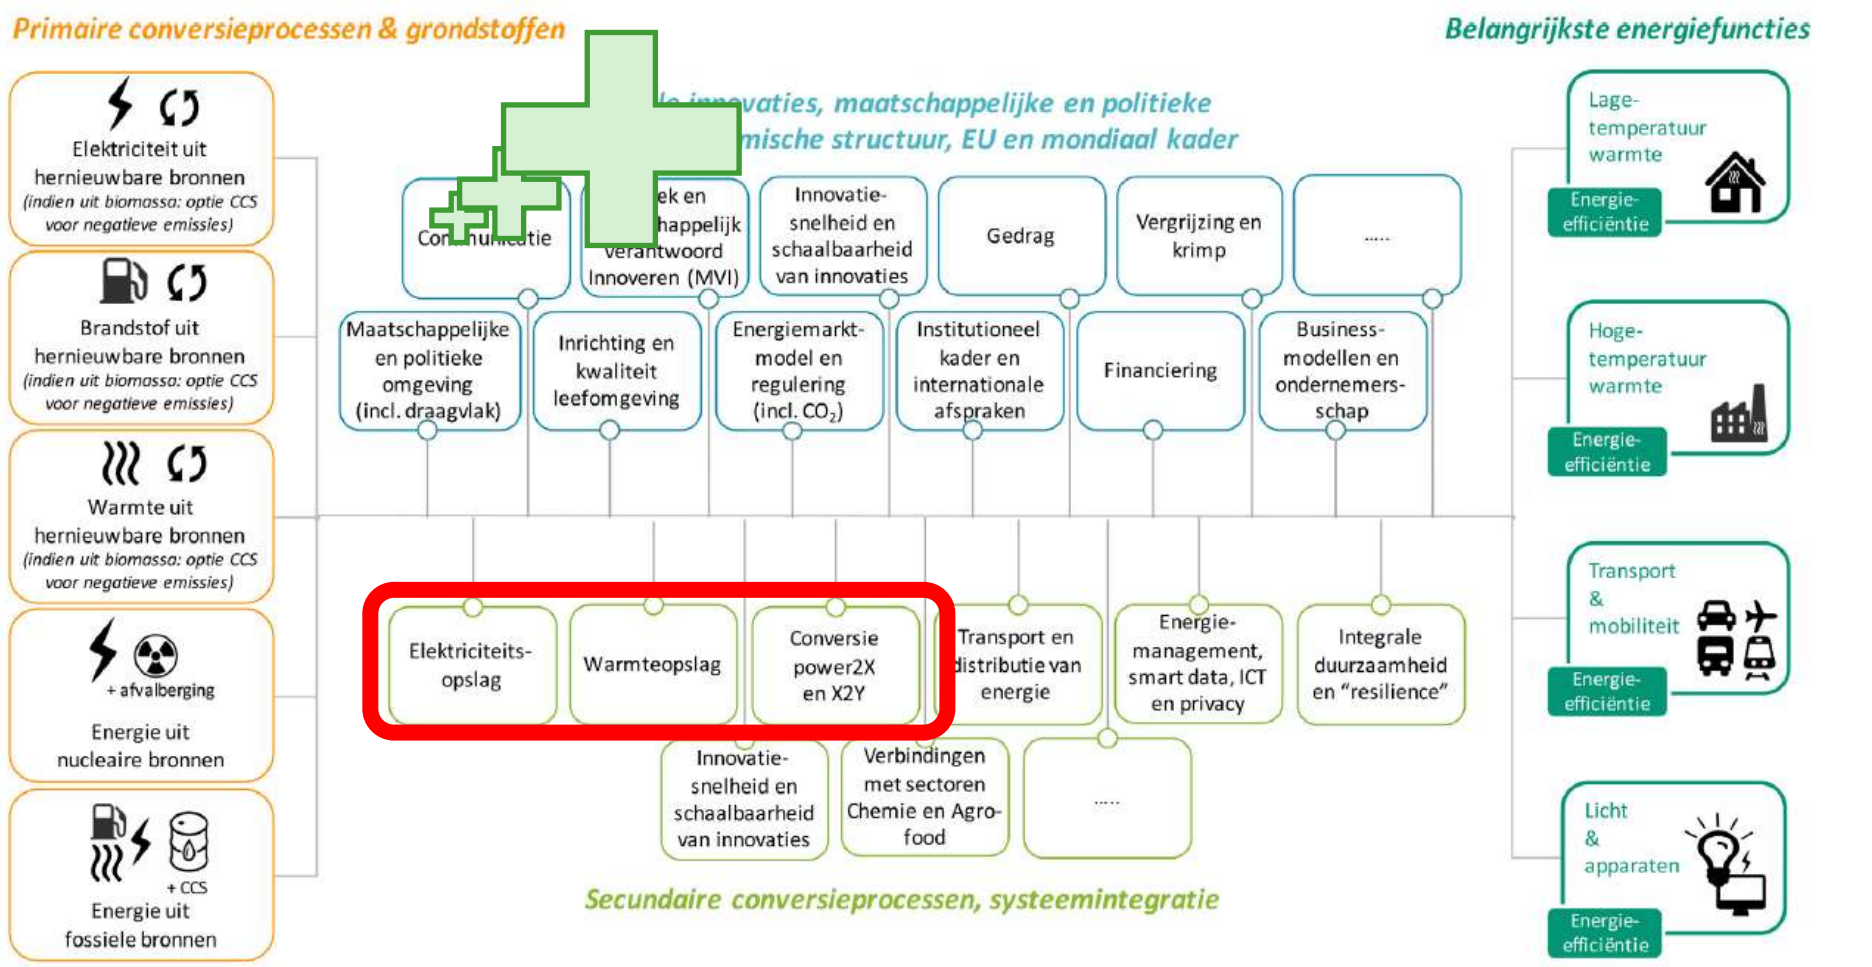 Primaire conversieprocessen & grondstoffen
Belangrijkste energiefuncties
Elektriciteit uit
hernieuwbare bronnen
(indien uit biomassa: optie CCS
voor negatieve emissies)
Brandstof uit
hernieuwbare bronnen
(indien uit biomassa: optie CCS
voor negatieve emissies)
Warmte uit
hernieuwbare bronnen
(indien uit biomassa: optie CCS
voor negatieve emissies)
+ afvalberging
Energie uit
nucleaire bronnen
+ CCS
Energie uit
fossiele bronnen
innovaties, maatschappelijke en politieke
structuur, EU en mondiaal kader
Communicatie
en
verantwoord
Innoveren (MVI)
Innovatie-
snelheid en
schaalbaarheid
van innovaties
Gedrag
Vergrijzing en
krimp
.....
Maatschappelijke
en politieke
omgeving
(incl. draagvlak)
Inrichting en
kwaliteit
leefomgeving
Energiemarkt-
model en
regulering
(incl. CO₂)
Institutioneel
kader en
internationale
afspraken
Financiering
Business-
modellen en
ondernemers-
schap
Elektriciteits-
opslag
Warmteopslag
Conversie
power2X
en X2Y
Transport en
distributie van
energie
Energie-
management,
smart data, ICT
en privacy
Integrale
duurzaamheid
en “resilience”
Innovatie-
snelheid en
schaalbaarheid
van innovaties
Verbindingen
met sectoren
Chemie en Agro-
food
.....
Secundaire conversieprocessen, systeemintegratie
Lage-
temperatuur
warmte
Energie-
efficiëntie
Hoge-
temperatuur
warmte
Energie-
efficiëntie
Transport
&
mobiliteit
Energie-
efficiëntie
Licht
&
apparaten
Energie-
efficiëntie